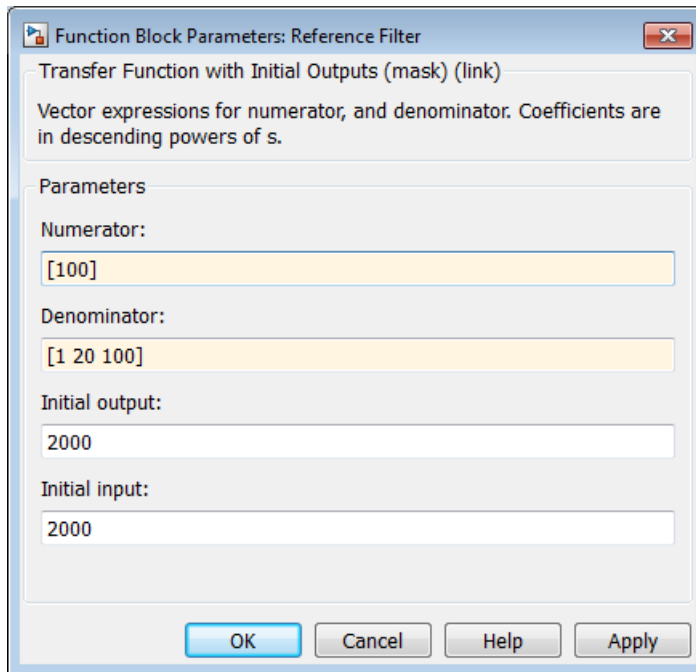 Function Block Parameters: Reference Filter
Transfer Function with Initial Outputs (mask) (link)
Vector expressions for numerator, and denominator. Coefficients are
in descending powers of s.
Parameters
Numerator:
[100]
Denominator:
[1 20 100]
Initial output:
2000
Initial input:
2000
OK Cancel Help Apply